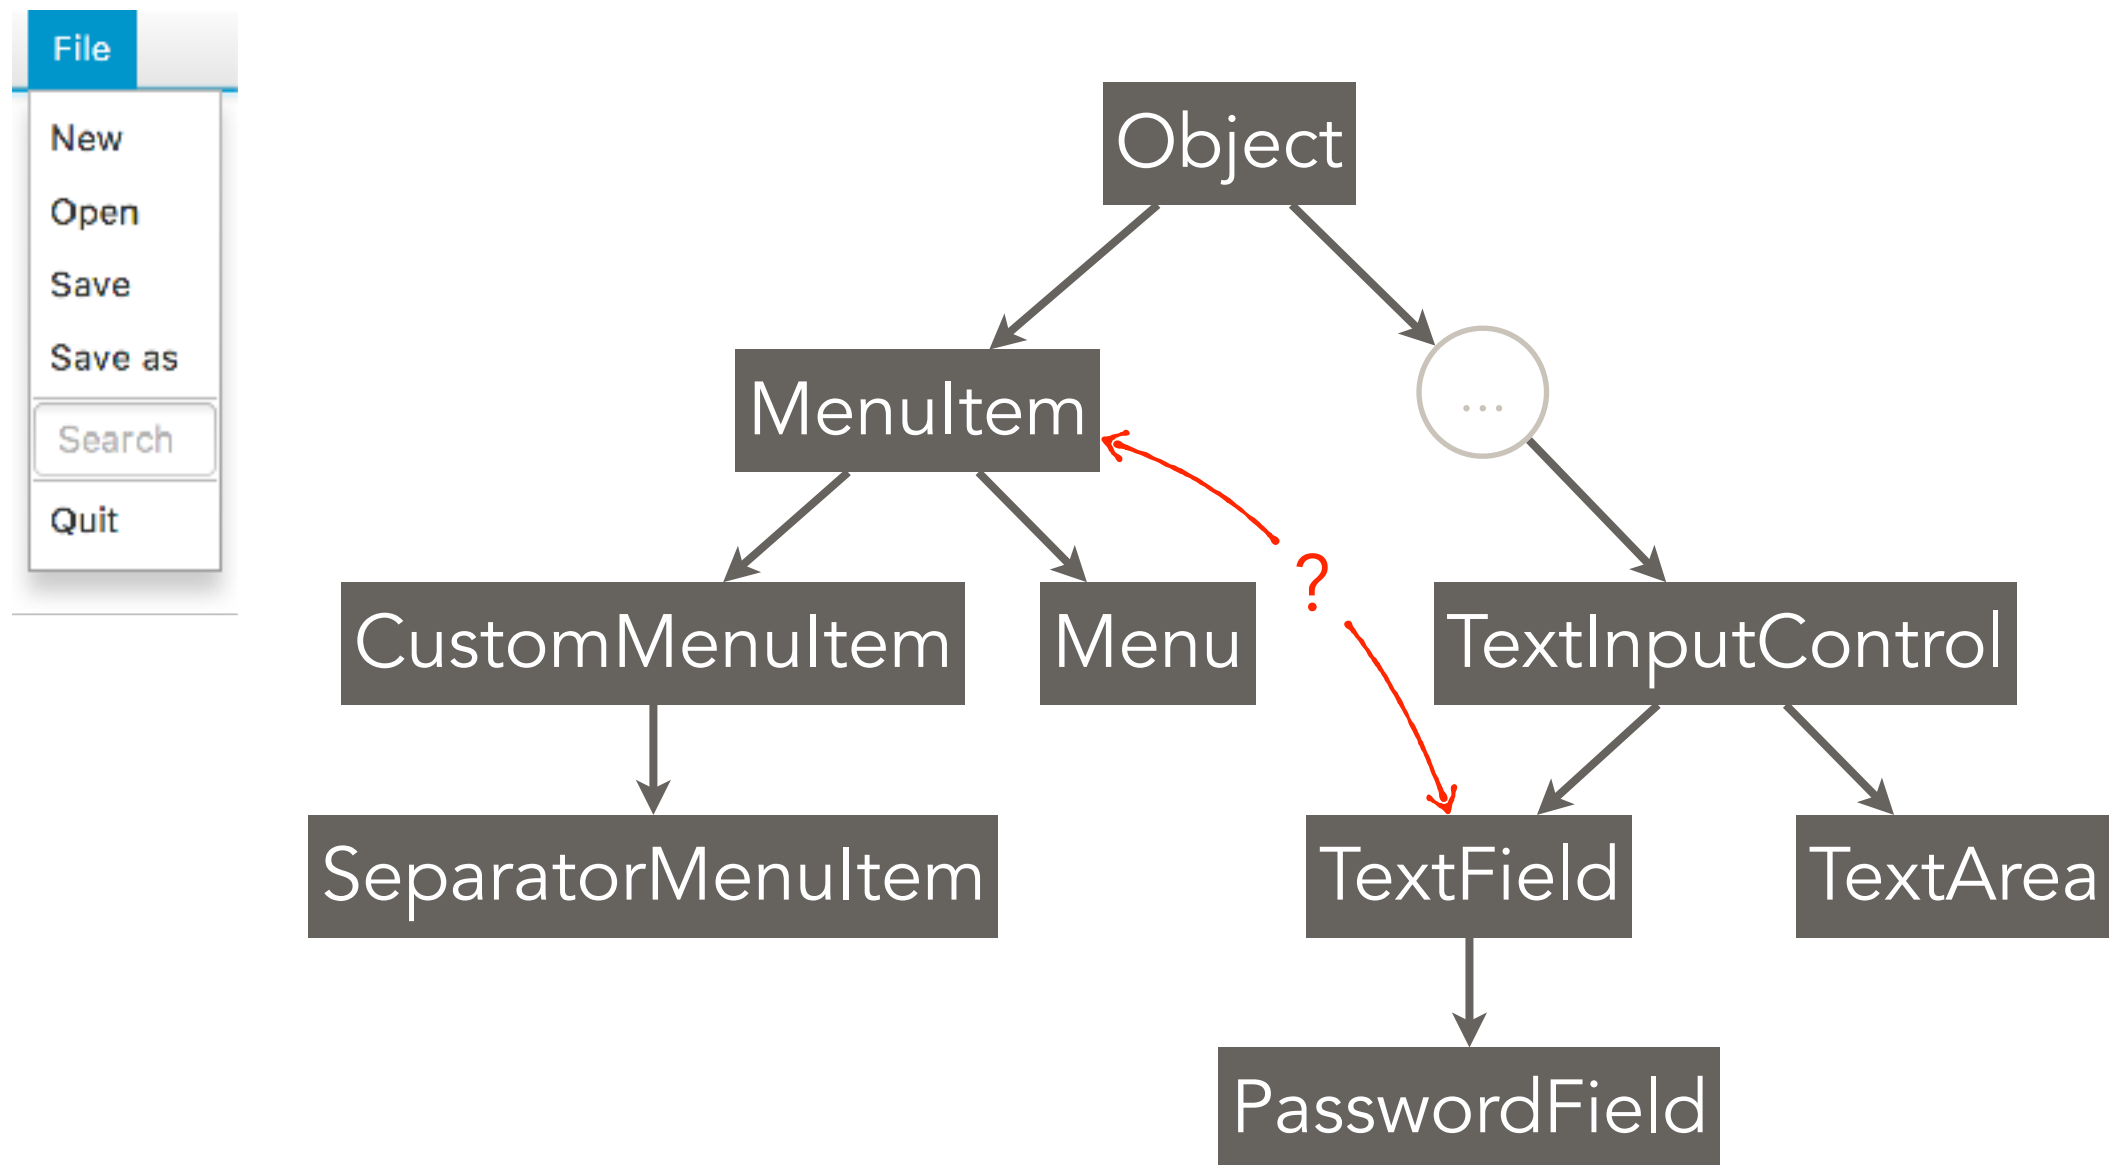 File
New
Open
Save
Save as
Search
Quit
Object
MenuItem
...
?
CustomMenuItem
Menu
TextInputControl
SeparatorMenuItem
TextField
TextArea
PasswordField